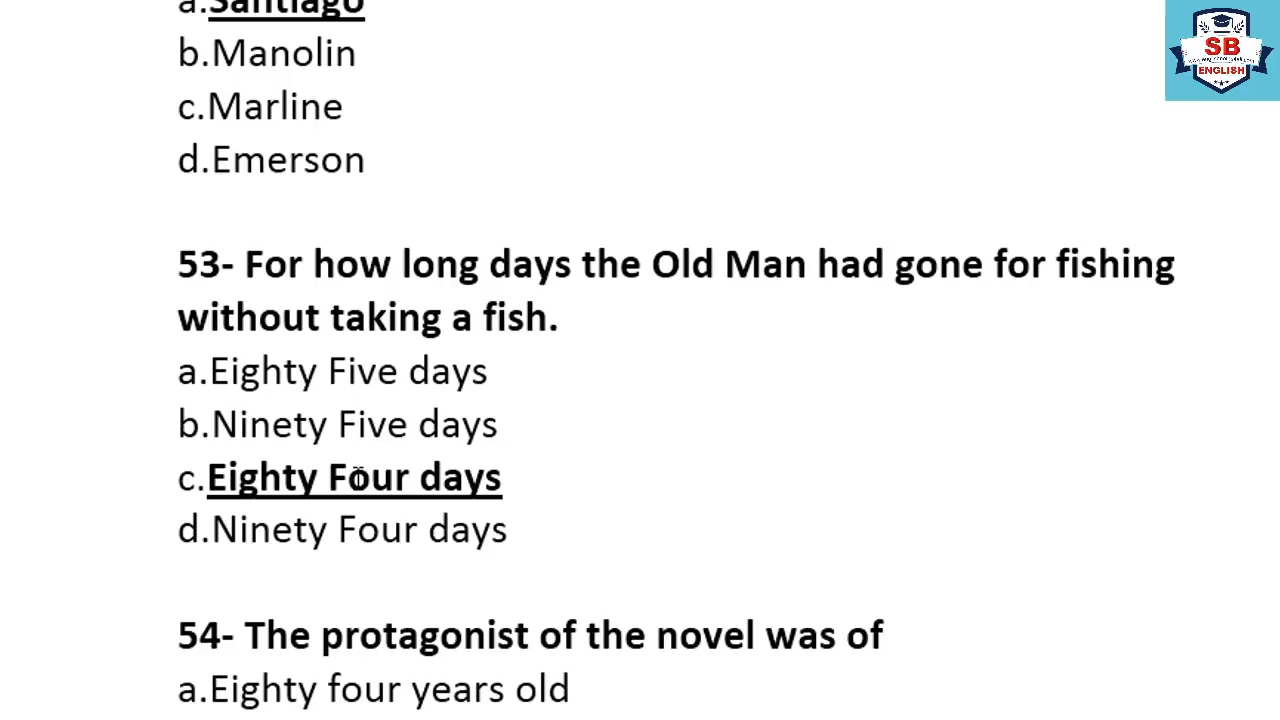 a.Santiago
b.Manolin
c.Marline
d.Emerson
53- For how long days the Old Man had gone for fishing
without taking a fish.
a.Eighty Five days
b.Ninety Five days
c.Eighty Four days
d.Ninety Four days
54- The protagonist of the novel was of
a.Eighty four years old
SB
ENGLISH